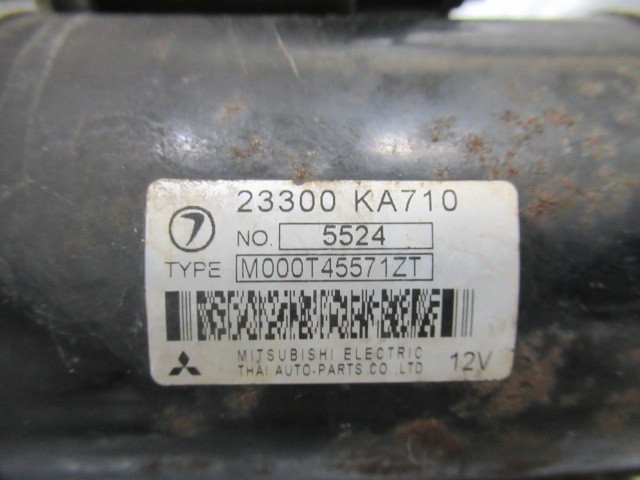 23300 KA710
NO. 5524
TYPE M000T45571ZT
MITSUBISHI ELECTRIC
THAI AUTO-PARTS CO.,LTD
12V